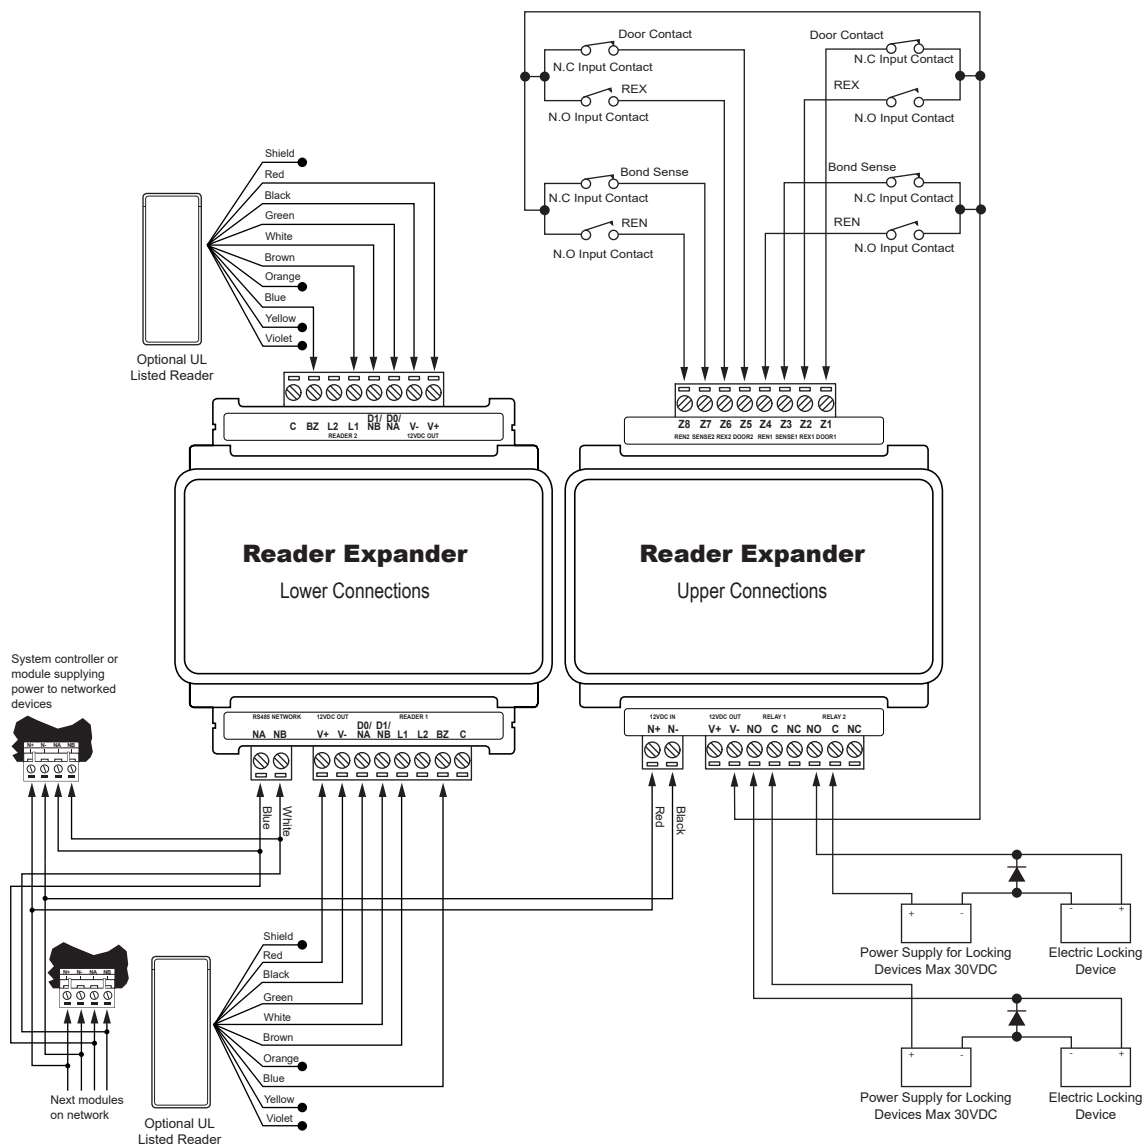 Door Contact
N.C Input Contact
REX
N.O Input Contact
Bond Sense
N.C Input Contact
REN
N.O Input Contact
Door Contact
N.C Input Contact
REX
N.O Input Contact
Bond Sense
N.C Input Contact
REN
N.O Input Contact
Shield
Red
Black
Green
White
Brown
Orange
Blue
Yellow
Violet
Optional UL
Listed Reader
C BZ L2 L1 D1/ NB D0/ NA V- V+
READER 2 12VDC OUT
Z8 Z7 Z6 Z5 Z4 Z3 Z2 Z1
REN2 SENSE2 REX2 DOOR2 REN1 SENSE1 REX1 DOOR1
Reader Expander
Lower Connections
Reader Expander
Upper Connections
System controller or
module supplying
power to networked
devices
N+ N- NA NB
RS485 NETWORK 12VDC OUT READER 1
NA NB V+ V- D0/ NA D1/ NB L1 L2 BZ C
12VDC IN 12VDC OUT RELAY 1 RELAY 2
N+ N- V+ V- NO C NC NO C NC
Blue
White
Red
Black
+ -
- +
Power Supply for Locking
Devices Max 30VDC
Electric Locking
Device
+ -
- +
Power Supply for Locking
Devices Max 30VDC
Electric Locking
Device
N+ N- NA NB
Next modules
on network
Shield
Red
Black
Green
White
Brown
Orange
Blue
Yellow
Violet
Optional UL
Listed Reader